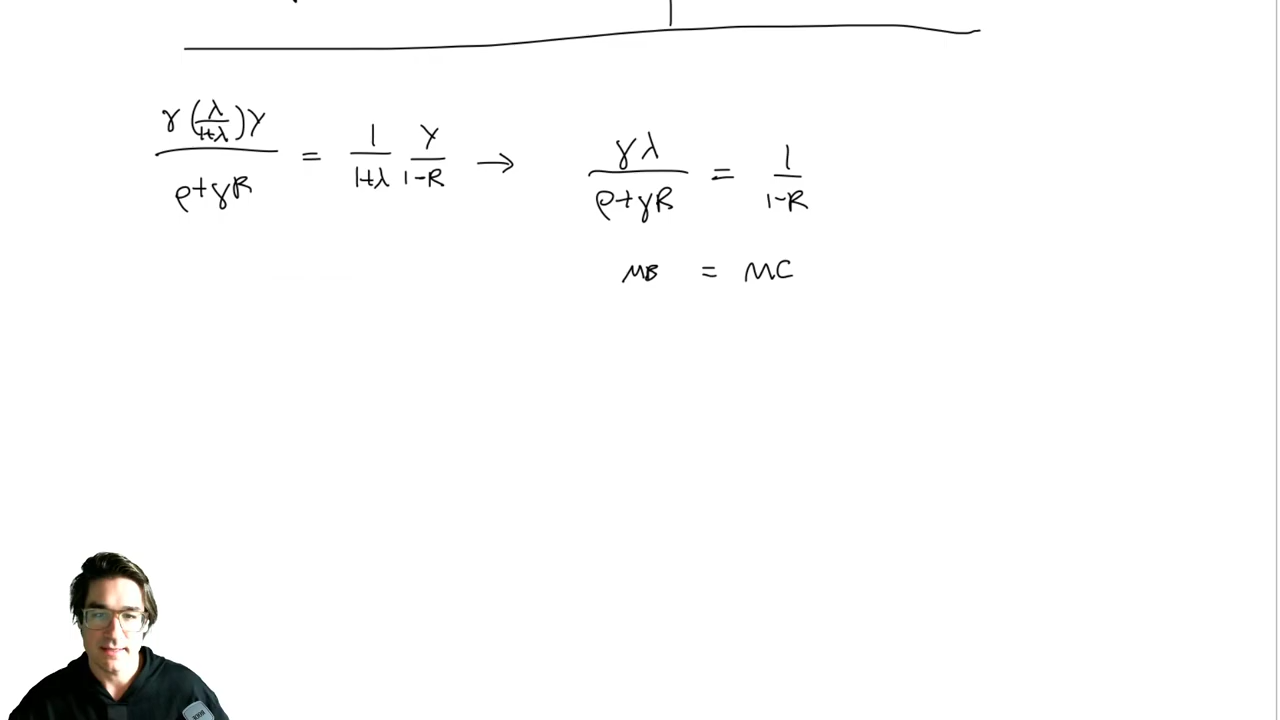 γ(λ/1+λ)Y / ρ+γR = 1/1+λ Y/1-R → γλ/ρ+γR = 1/1-R
MB = MC